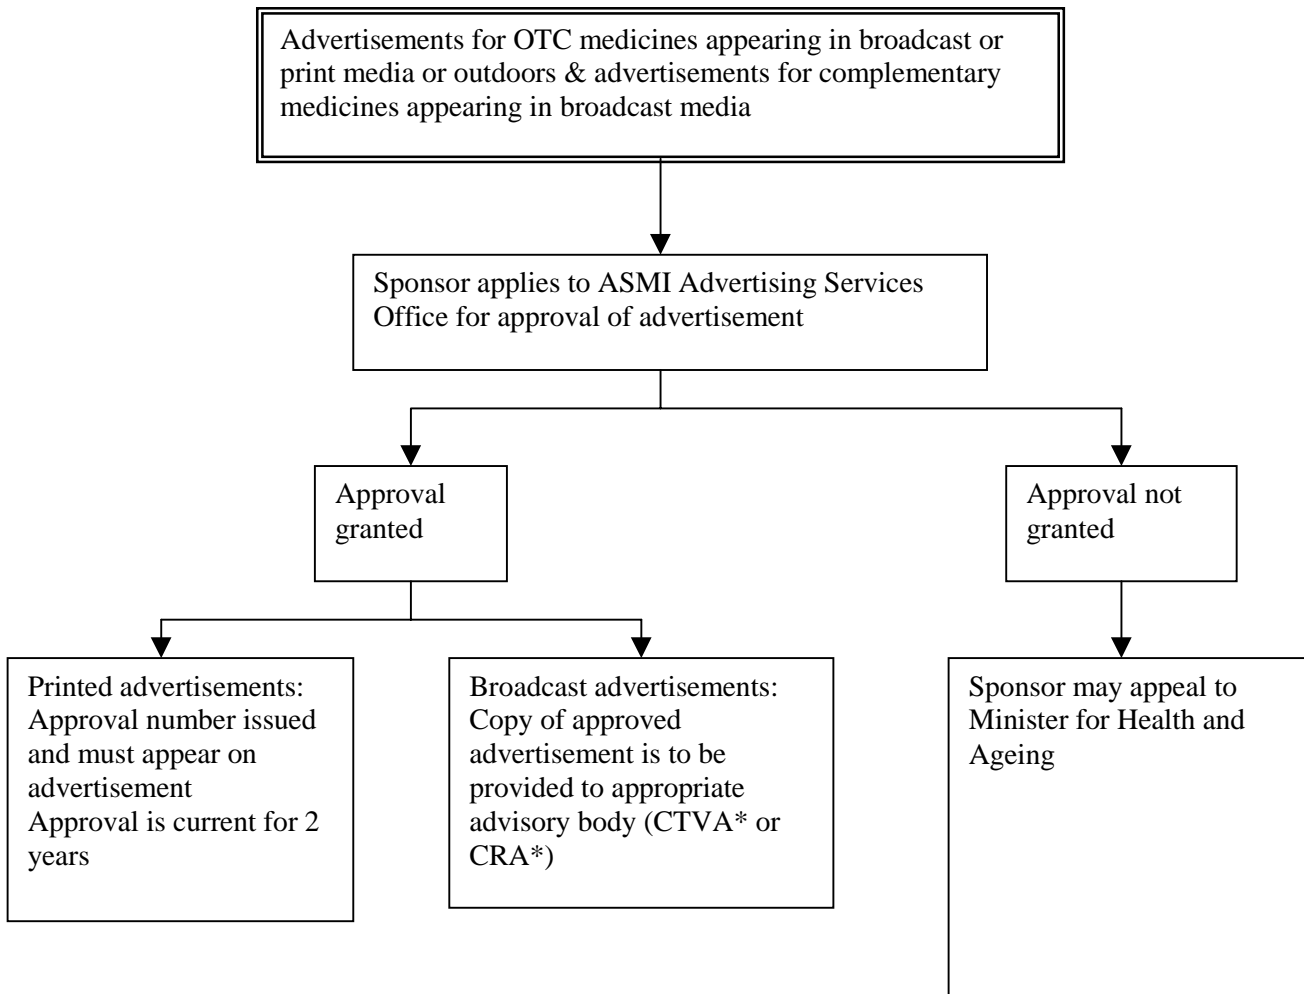 Advertisements for OTC medicines appearing in broadcast or
print media or outdoors & advertisements for complementary
medicines appearing in broadcast media
Sponsor applies to ASMI Advertising Services
Office for approval of advertisement
Approval
granted
Approval not
granted
Printed advertisements:
Approval number issued
and must appear on
advertisement
Approval is current for 2
years
Broadcast advertisements:
Copy of approved
advertisement is to be
provided to appropriate
advisory body (CTVA* or
CRA*)
Sponsor may appeal to
Minister for Health and
Ageing